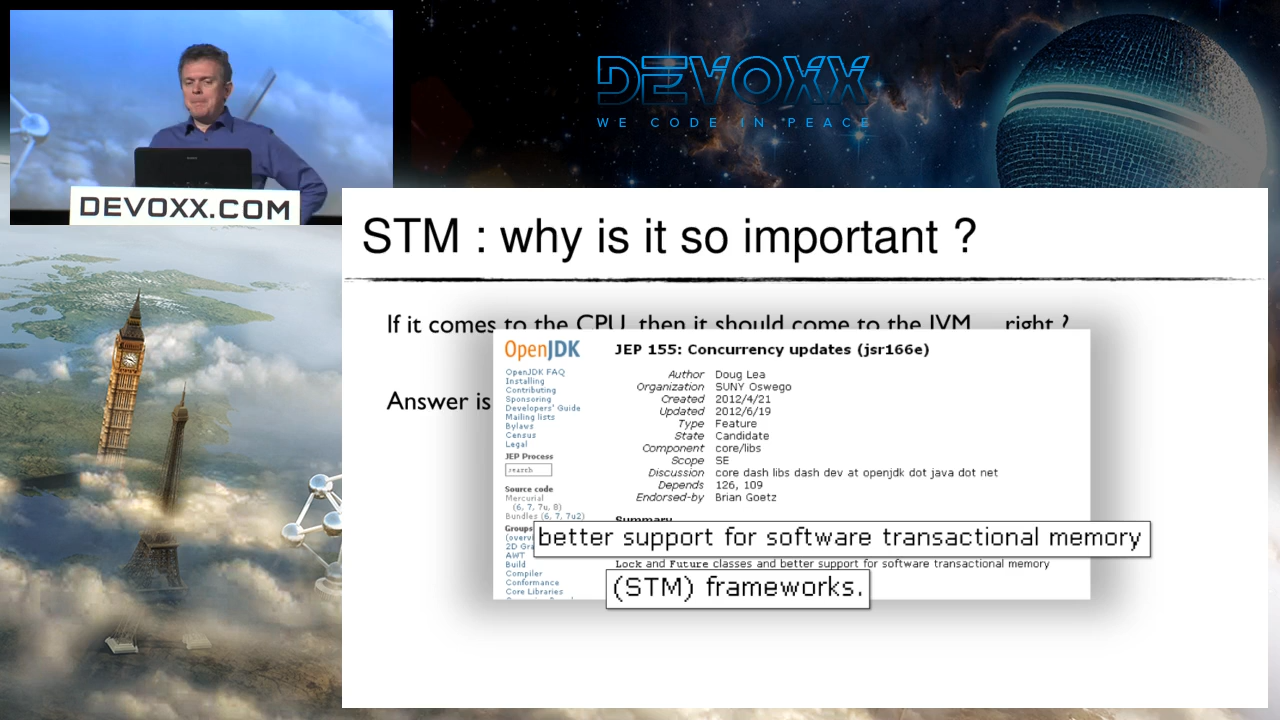 DEVOXX
WE CODE IN PEACE
DEVOXX.COM
STM : why is it so important ?
If it comes to the CPU, then it should come to the JVM ... right ?
Answer is
OpenJDK
OpenJDK FAQ
Installing
Contributing
Sponsoring
Developers' Guide
Mailing lists
Bylaws
Census
Legal
JEP Process
search
Source code
Mercurial
(6, 7, 7u, 8)
Bundles (6, 7, 7u2)
Groups
(overv
2D Gra
AWT
Build
Compiler
Conformance
Core Libraries
JEP 155: Concurrency updates (jsr166e)
Author Doug Lea
Organization SUNY Oswego
Created 2012/4/21
Updated 2012/6/19
Type Feature
State Candidate
Component core/libs
Scope SE
Discussion core dash libs dash dev at openjdk dot java dot net
Depends 126, 109
Endorsed-by Brian Goetz
Summary
better support for software transactional memory
Lock and Future classes and better support for software transactional memory
(STM) frameworks.